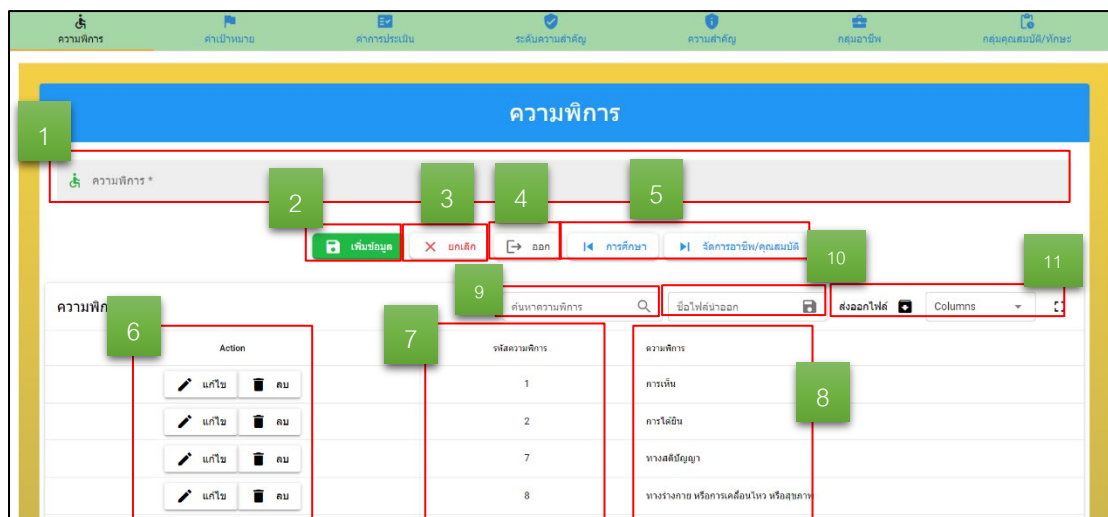 ความพิการ ค่าเป้าหมาย ค่าการประเมิน ระดับความสำคัญ ความสำคัญ กลุ่มอาชีพ กลุ่มคุณสมบัติ/ทักษะ
ความพิการ
1
ความพิการ *
2 3 4 5
เพิ่มข้อมูล ยกเลิก ออก การศึกษา จัดการอาชีพ/คุณสมบัติ
10 11
9
ความพิก ค้นหาความพิการ ชื่อไฟล์นำออก ส่งออกไฟล์ Columns
6 7 8
Action รหัสความพิการ ความพิการ
แก้ไข ลบ 1 การเห็น
แก้ไข ลบ 2 การได้ยิน
แก้ไข ลบ 7 ทางสติปัญญา
แก้ไข ลบ 8 ทางร่างกาย หรือการเคลื่อนไหว หรือสุขภาพ